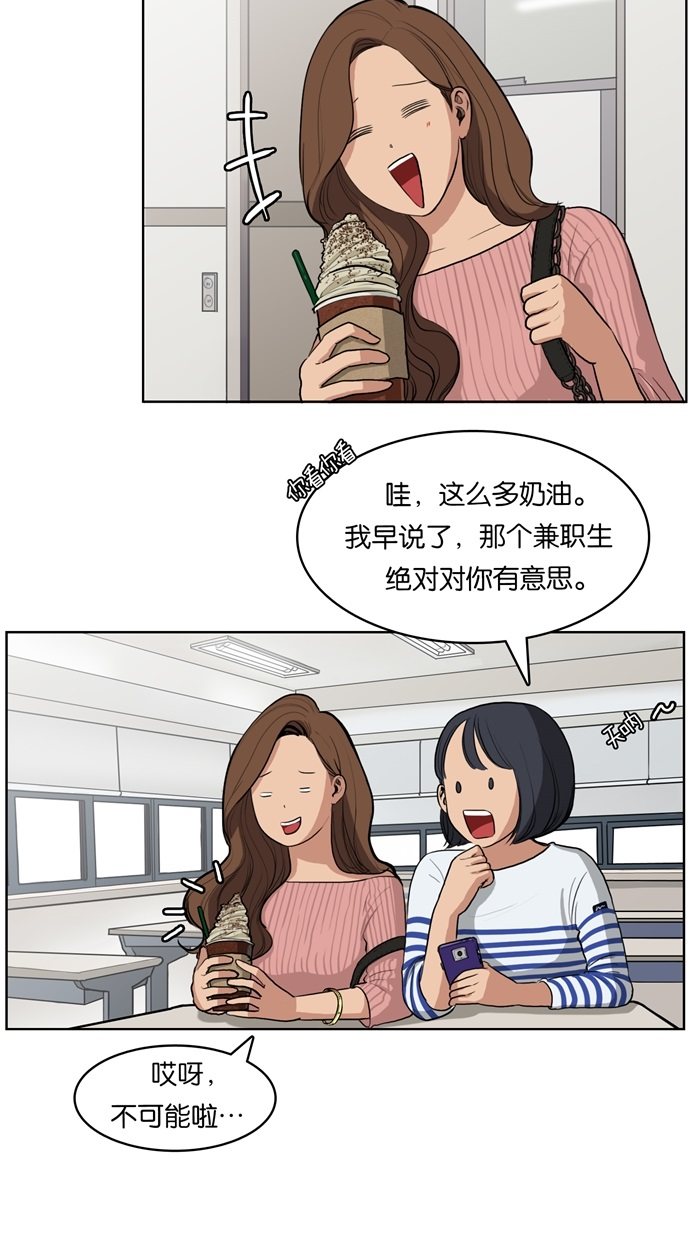 你看你看
哇，这么多奶油。
我早说了，那个兼职生
绝对对你有意思。
天呐～
哎呀，
不可能啦…